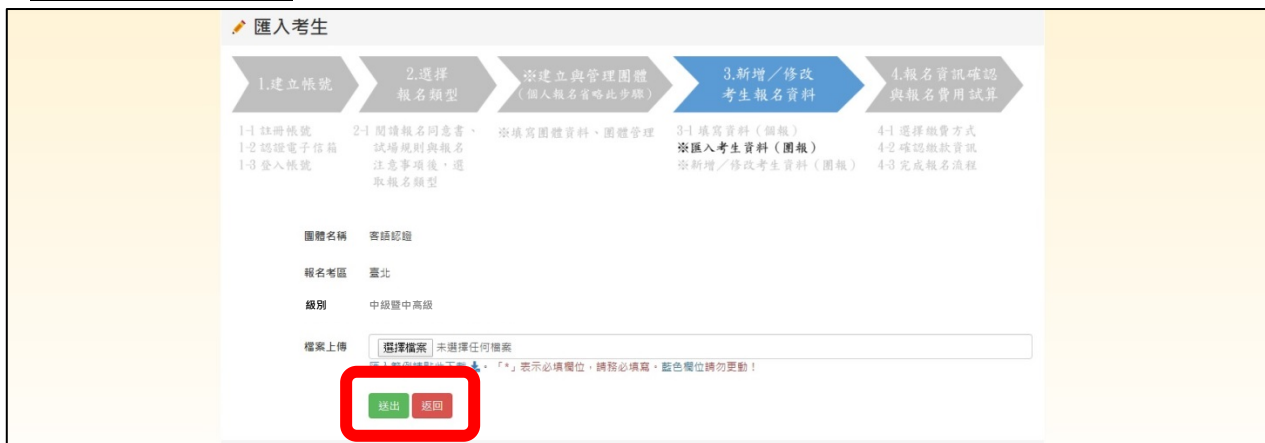 匯入考生
1.建立帳號
2.選擇
報名類型
※建立與管理團體
(個人報名省略此步驟)
3.新增／修改
考生報名資料
4.報名資訊確認
與報名費用試算
1-1 註冊帳號
1-2 認證電子信箱
1-3 登入帳號
2-1 閱讀報名同意書、
試場規則與報名
注意事項後，選
取報名類型
※填寫團體資料、團體管理
3-1 填寫資料（個報）
※匯入考生資料（團報）
※新增／修改考生資料（團報）
4-1 選擇繳費方式
4-2 確認繳款資訊
4-3 完成報名流程
團體名稱 客語認證
報名考區 臺北
級別 中級暨中高級
檔案上傳 選擇檔案 未選擇任何檔案
匯入範例請點此下載。「*」表示必填欄位，請務必填寫。藍色欄位請勿更動！
送出 返回